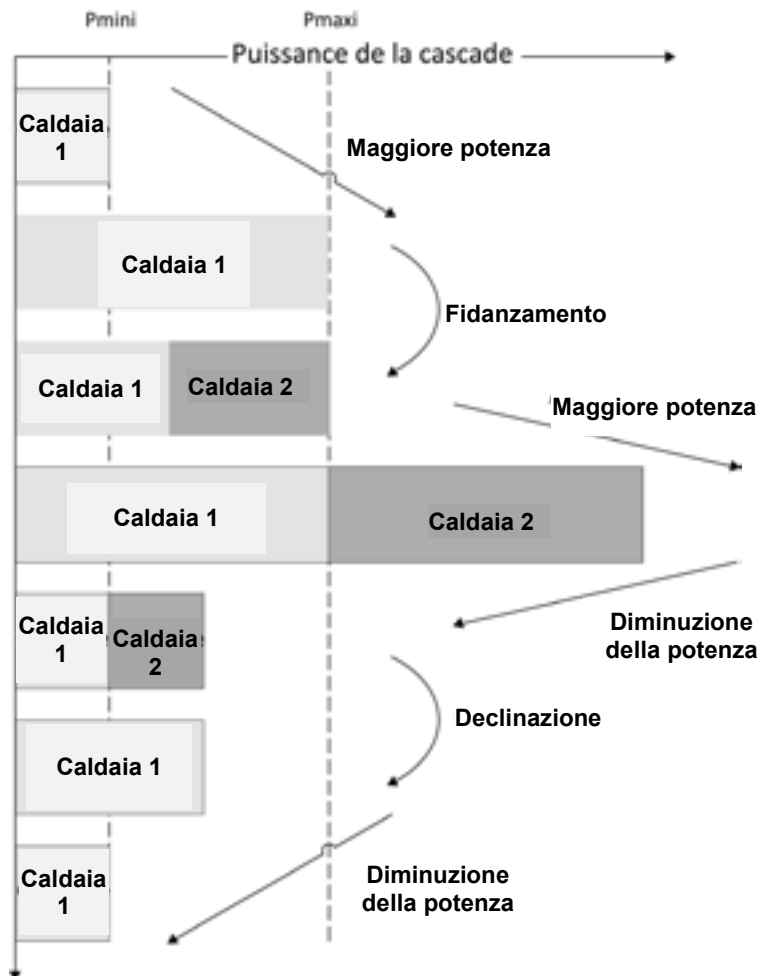 Pmini
Pmaxi
Puissance de la cascade
Caldaia
1
Maggiore potenza
Caldaia 1
Fidanzamento
Caldaia 1
Caldaia 2
Maggiore potenza
Caldaia 1
Caldaia 2
Diminuzione
della potenza
Caldaia
1
Caldaia
2
Declinazione
Caldaia 1
Diminuzione
della potenza
Caldaia
1